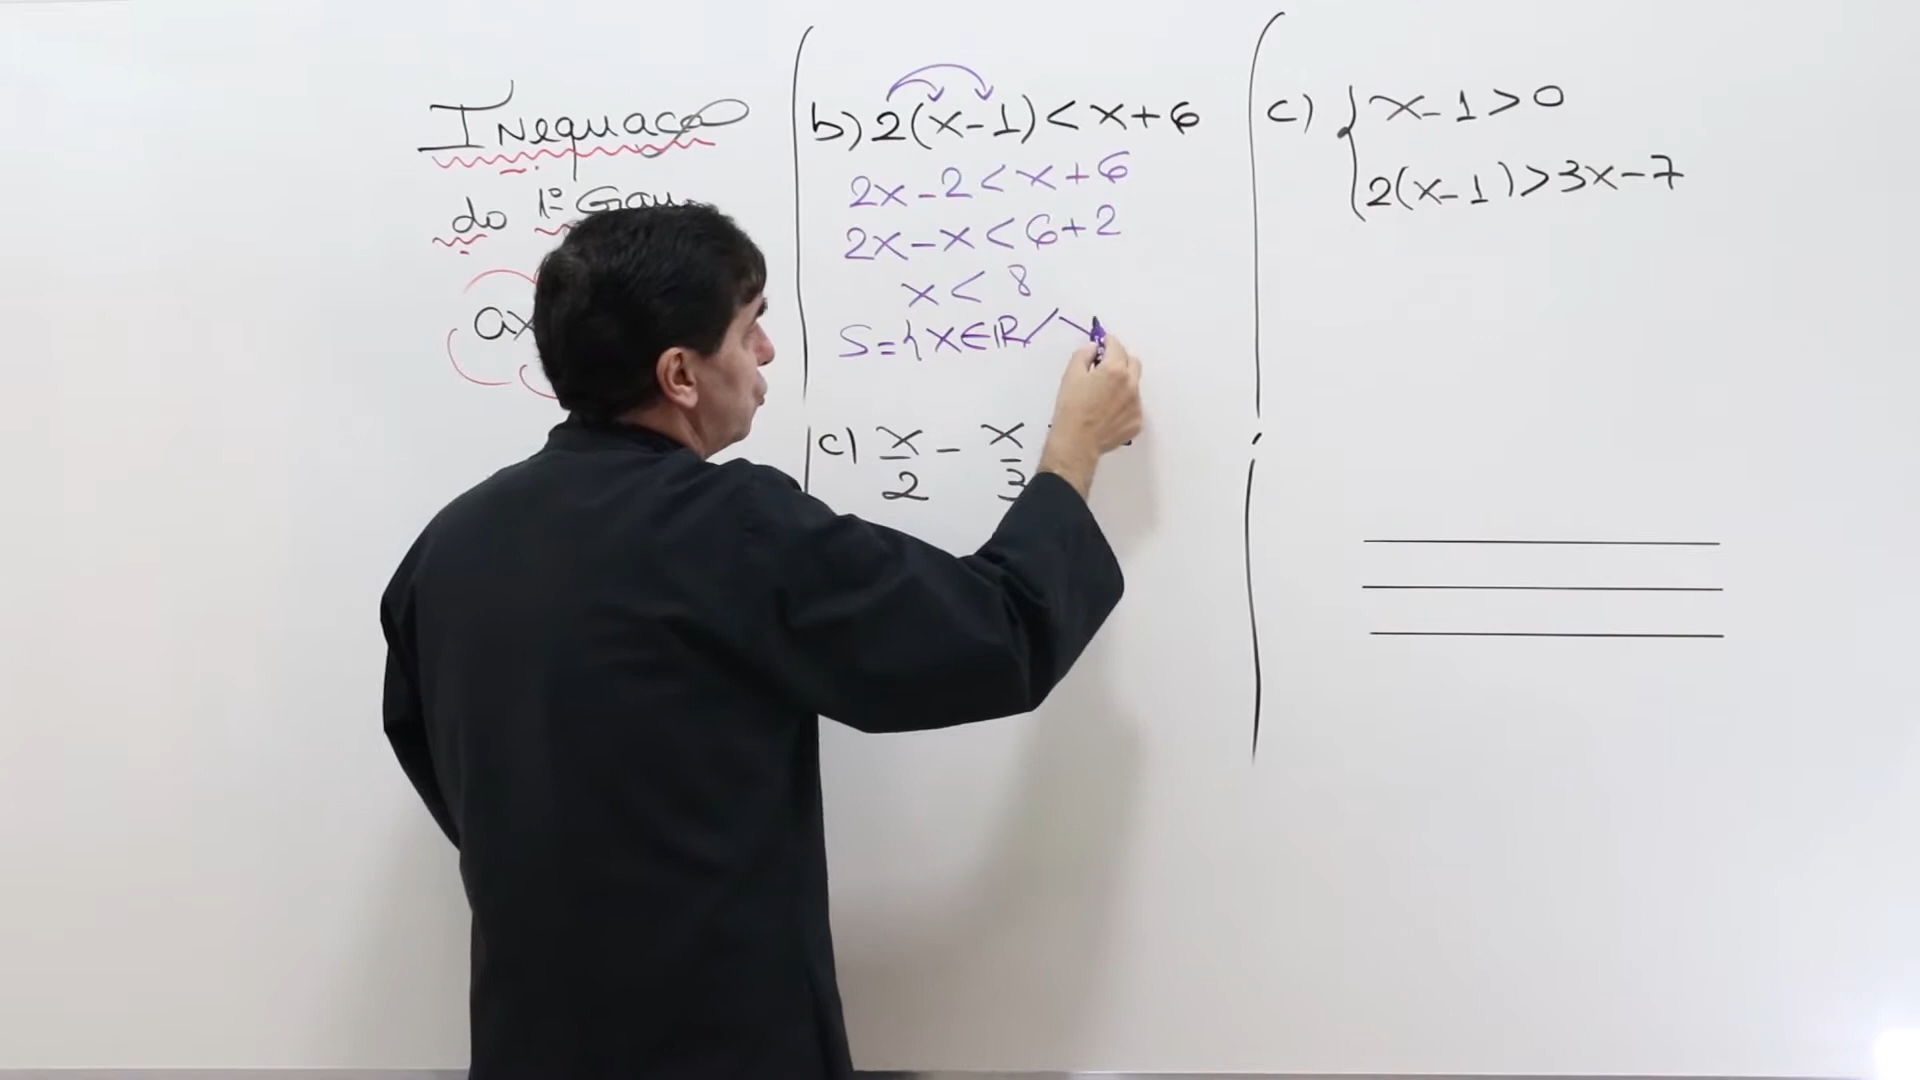 Inequação
do 1º Grau
ax
b) 2(x-1) < x+6
2x-2 < x+6
2x-x < 6+2
x < 8
S={x∈ℝ/
c) x/2 - x/3
c) { x-1>0
2(x-1)>3x-7